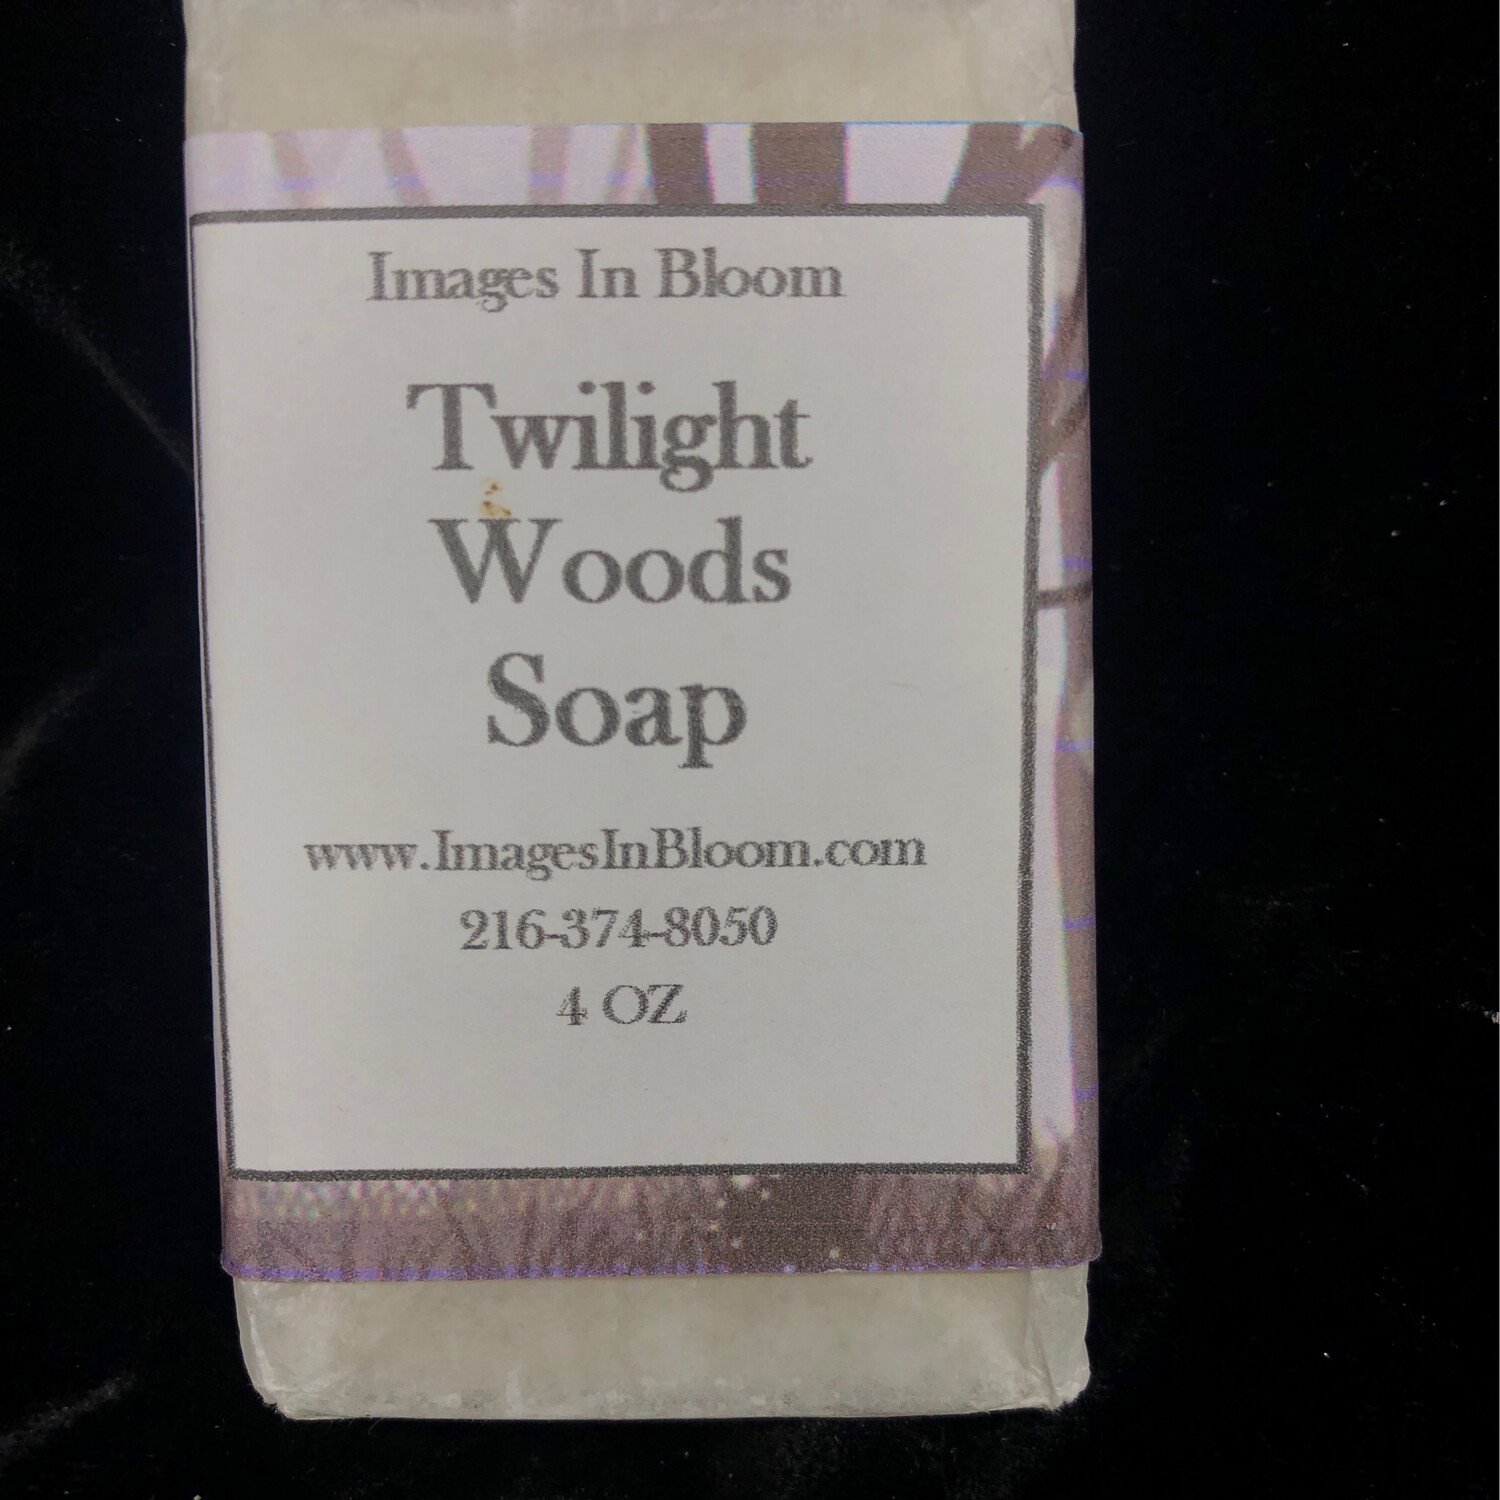 Images In Bloom
Twilight
Woods
Soap
www.ImagesInBloom.com
216-374-8050
4 OZ